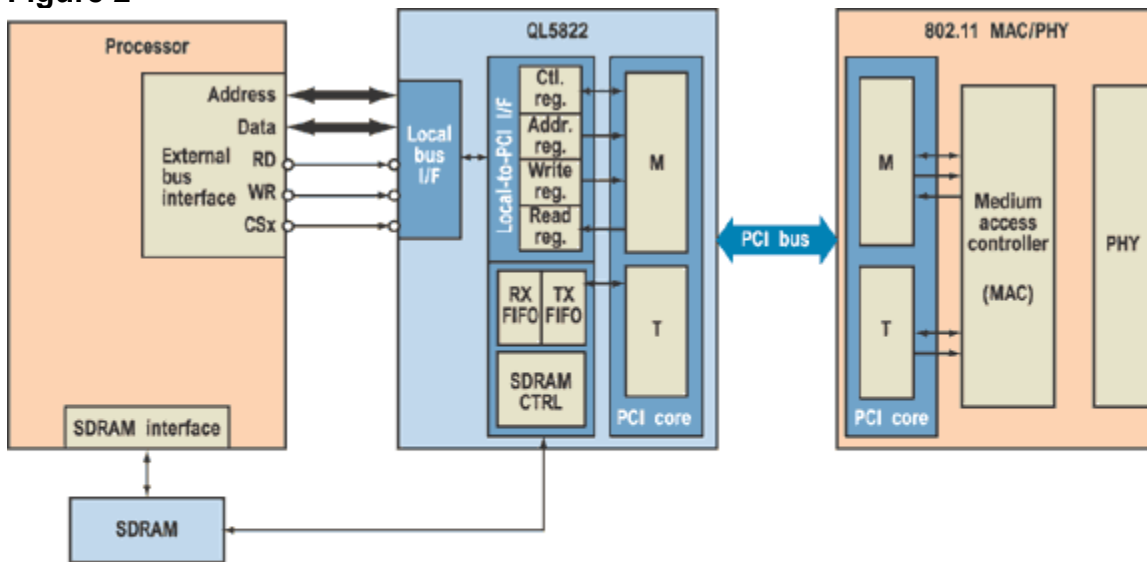 Figure 2
Processor
Address
Data
External
bus
interface
RD
WR
CSx
SDRAM interface
SDRAM
QL5822
Local
bus
I/F
Local-to-PCI I/F
Ctl.
reg.
Addr.
reg.
Write
reg.
Read
reg.
M
RX
FIFO
TX
FIFO
SDRAM
CTRL
T
PCI core
PCI bus
802.11 MAC/PHY
M
T
PCI core
Medium
access
controller
(MAC)
PHY